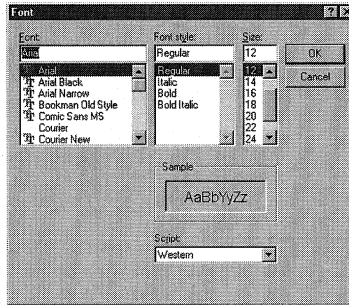 Font
Font: Font style: Size:
Arial Regular 12 OK
Arial Regular 12 Cancel
Arial Black Italic 14
Arial Narrow Bold 16
Bookman Old Style Bold Italic 18
Comic Sans MS 20
Courier 22
Courier New 24
Sample
AaBbYyZz
Script:
Western